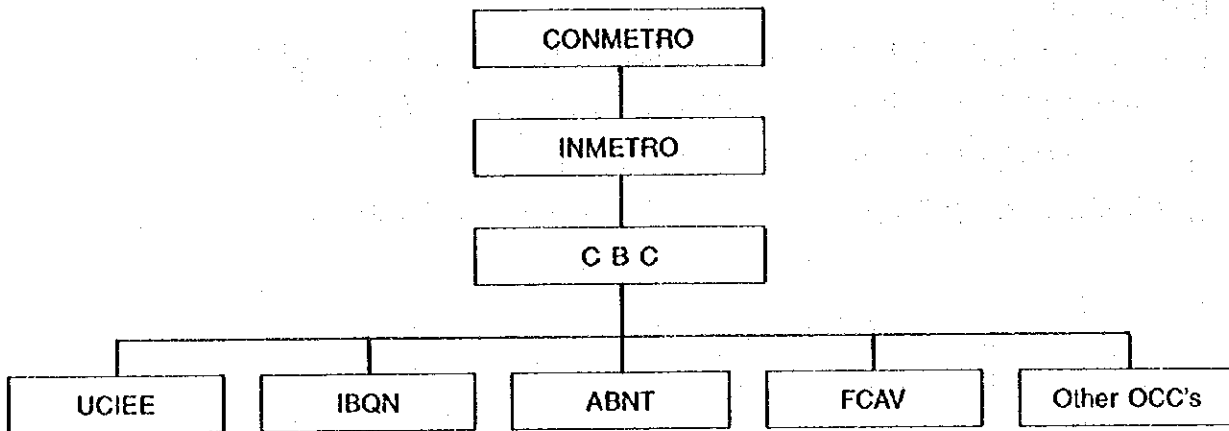 CONMETRO
INMETRO
C B C
UCIEE
IBQN
ABNT
FCAV
Other OCC's